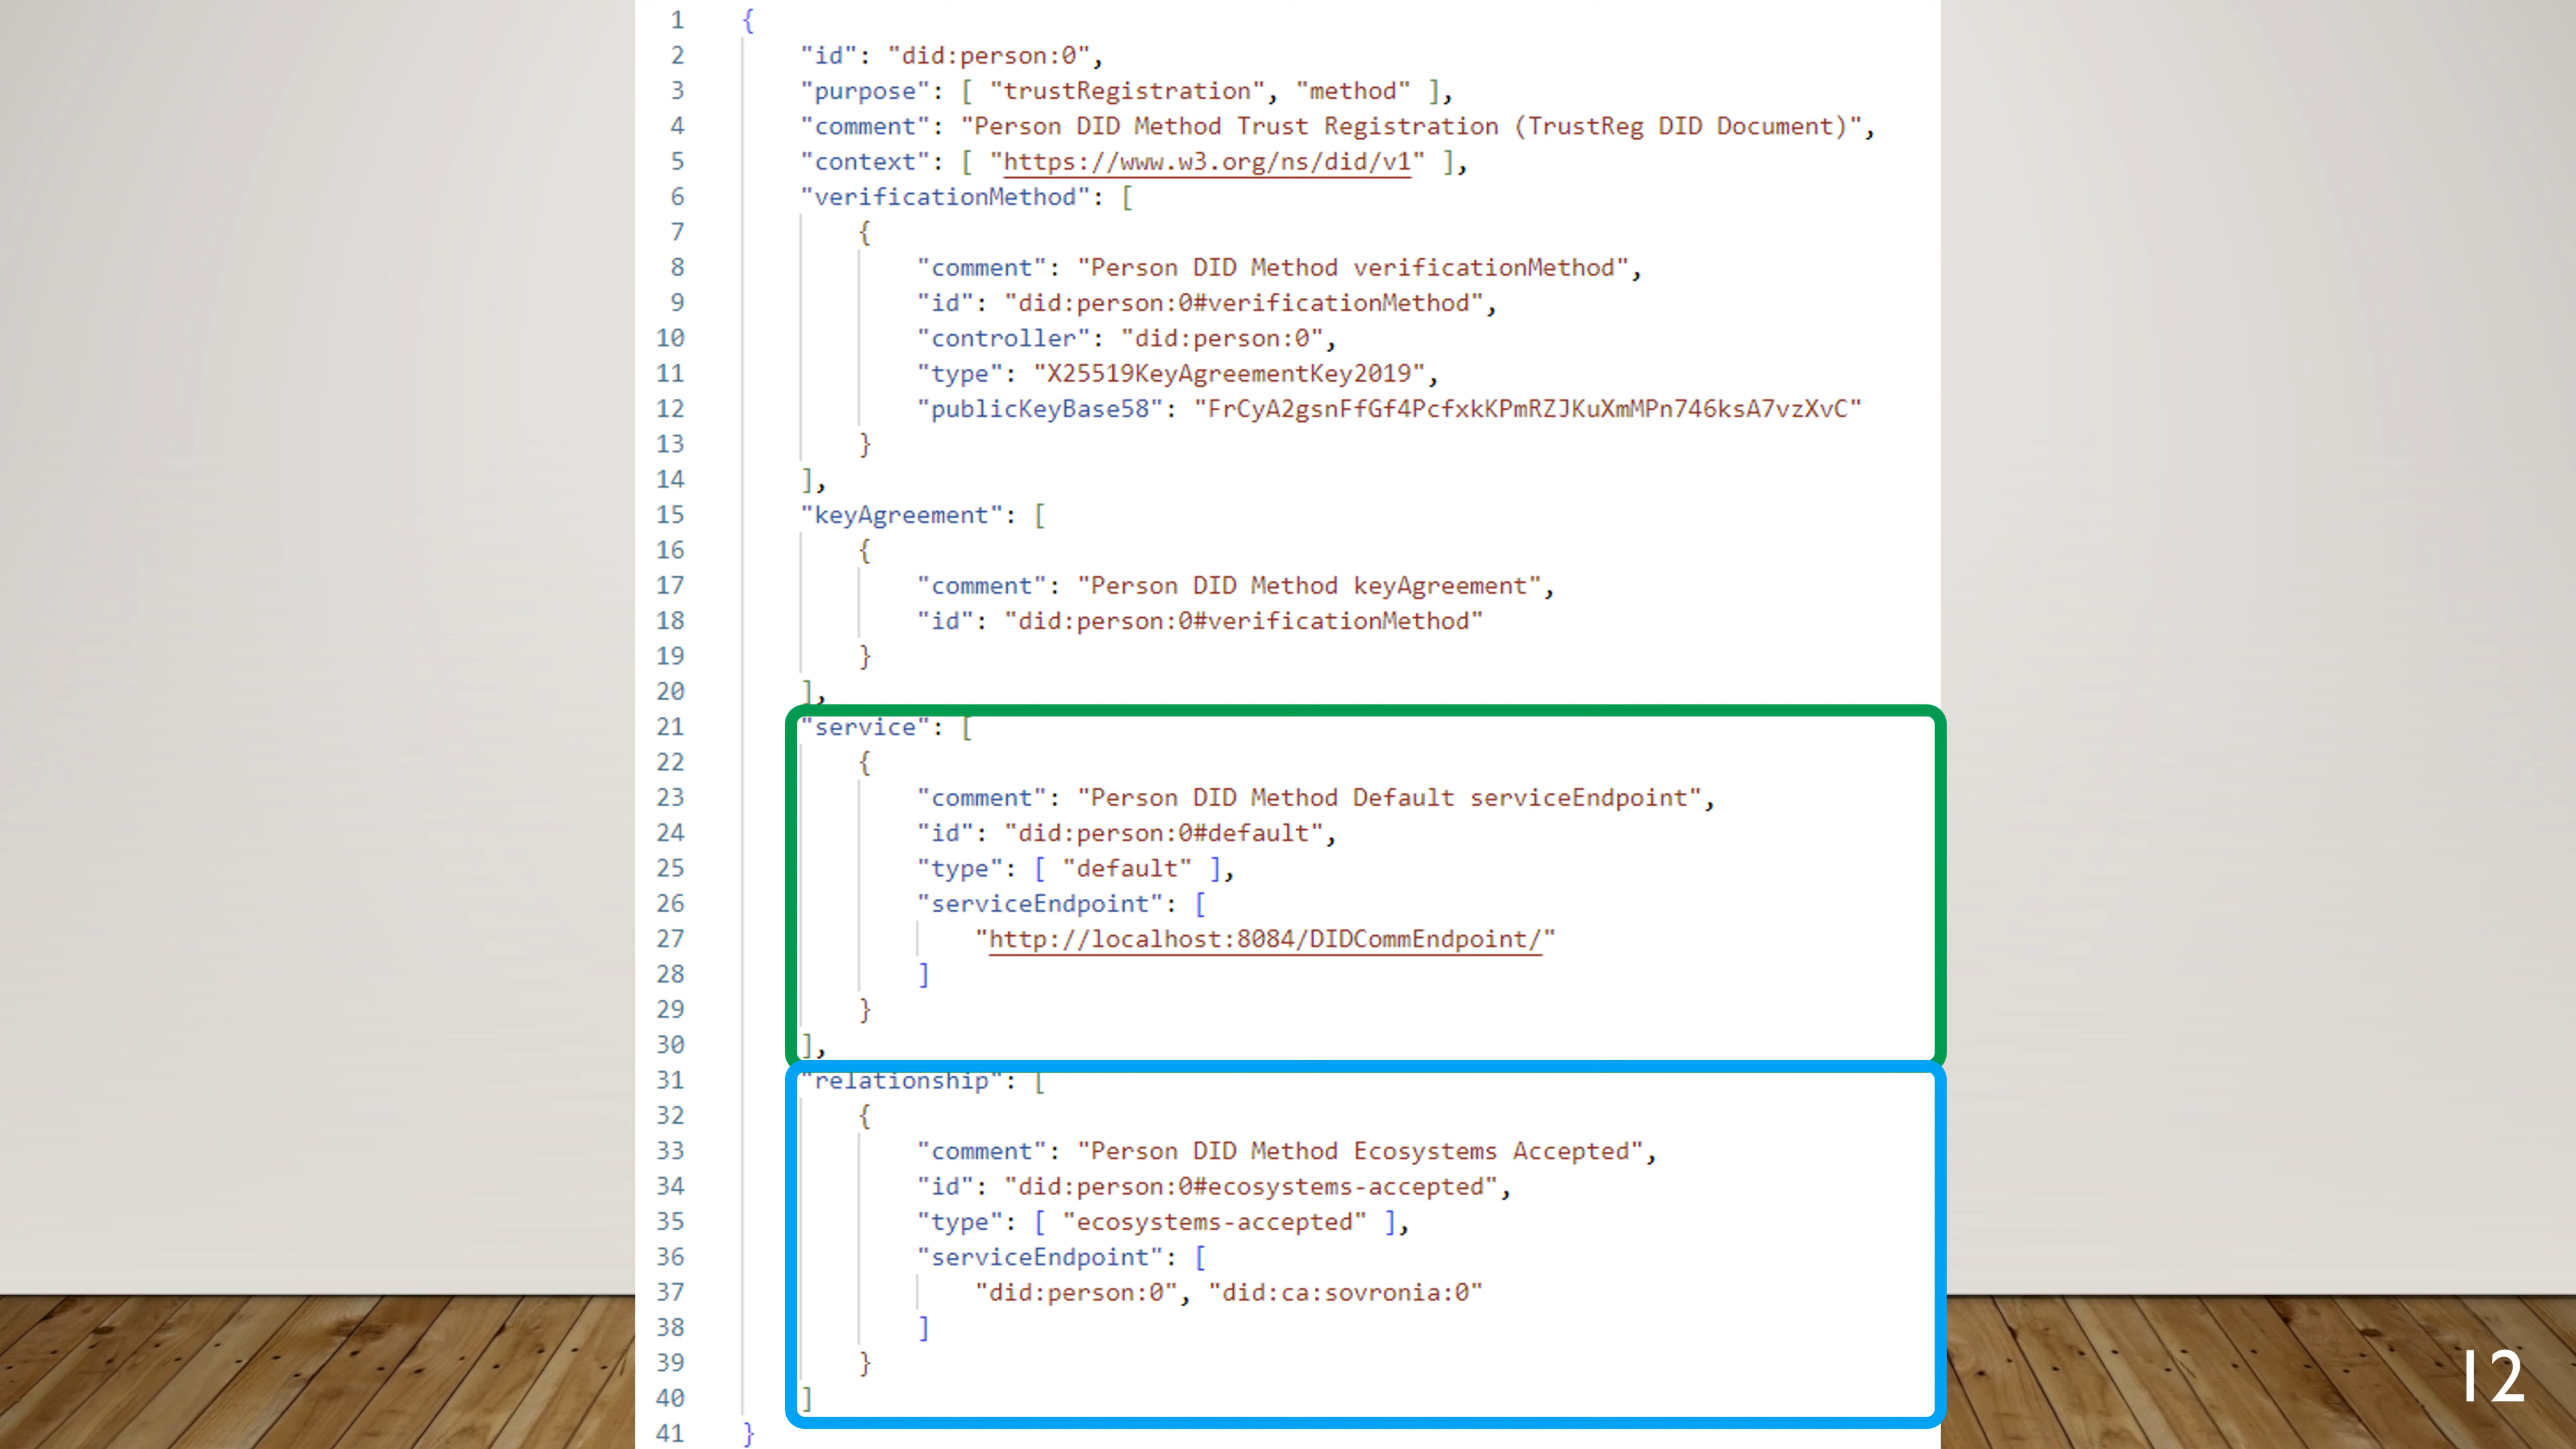 1 {
2 "id": "did:person:0",
3 "purpose": [ "trustRegistration", "method" ],
4 "comment": "Person DID Method Trust Registration (TrustReg DID Document)",
5 "context": [ "https://www.w3.org/ns/did/v1" ],
6 "verificationMethod": [
7 {
8 "comment": "Person DID Method verificationMethod",
9 "id": "did:person:0#verificationMethod",
10 "controller": "did:person:0",
11 "type": "X25519KeyAgreementKey2019",
12 "publicKeyBase58": "FrCyA2gsnFfGf4PcfxkKPmRZJKuXmMPn746ksA7vzXvC"
13 }
14 ],
15 "keyAgreement": [
16 {
17 "comment": "Person DID Method keyAgreement",
18 "id": "did:person:0#verificationMethod"
19 }
20 ],
21 "service": [
22 {
23 "comment": "Person DID Method Default serviceEndpoint",
24 "id": "did:person:0#default",
25 "type": [ "default" ],
26 "serviceEndpoint": [
27 "http://localhost:8084/DIDCommEndpoint/"
28 ]
29 }
30 ],
31 "relationship": [
32 {
33 "comment": "Person DID Method Ecosystems Accepted",
34 "id": "did:person:0#ecosystems-accepted",
35 "type": [ "ecosystems-accepted" ],
36 "serviceEndpoint": [
37 "did:person:0", "did:ca:sovronia:0"
38 ]
39 }
40 ]
41 }
12